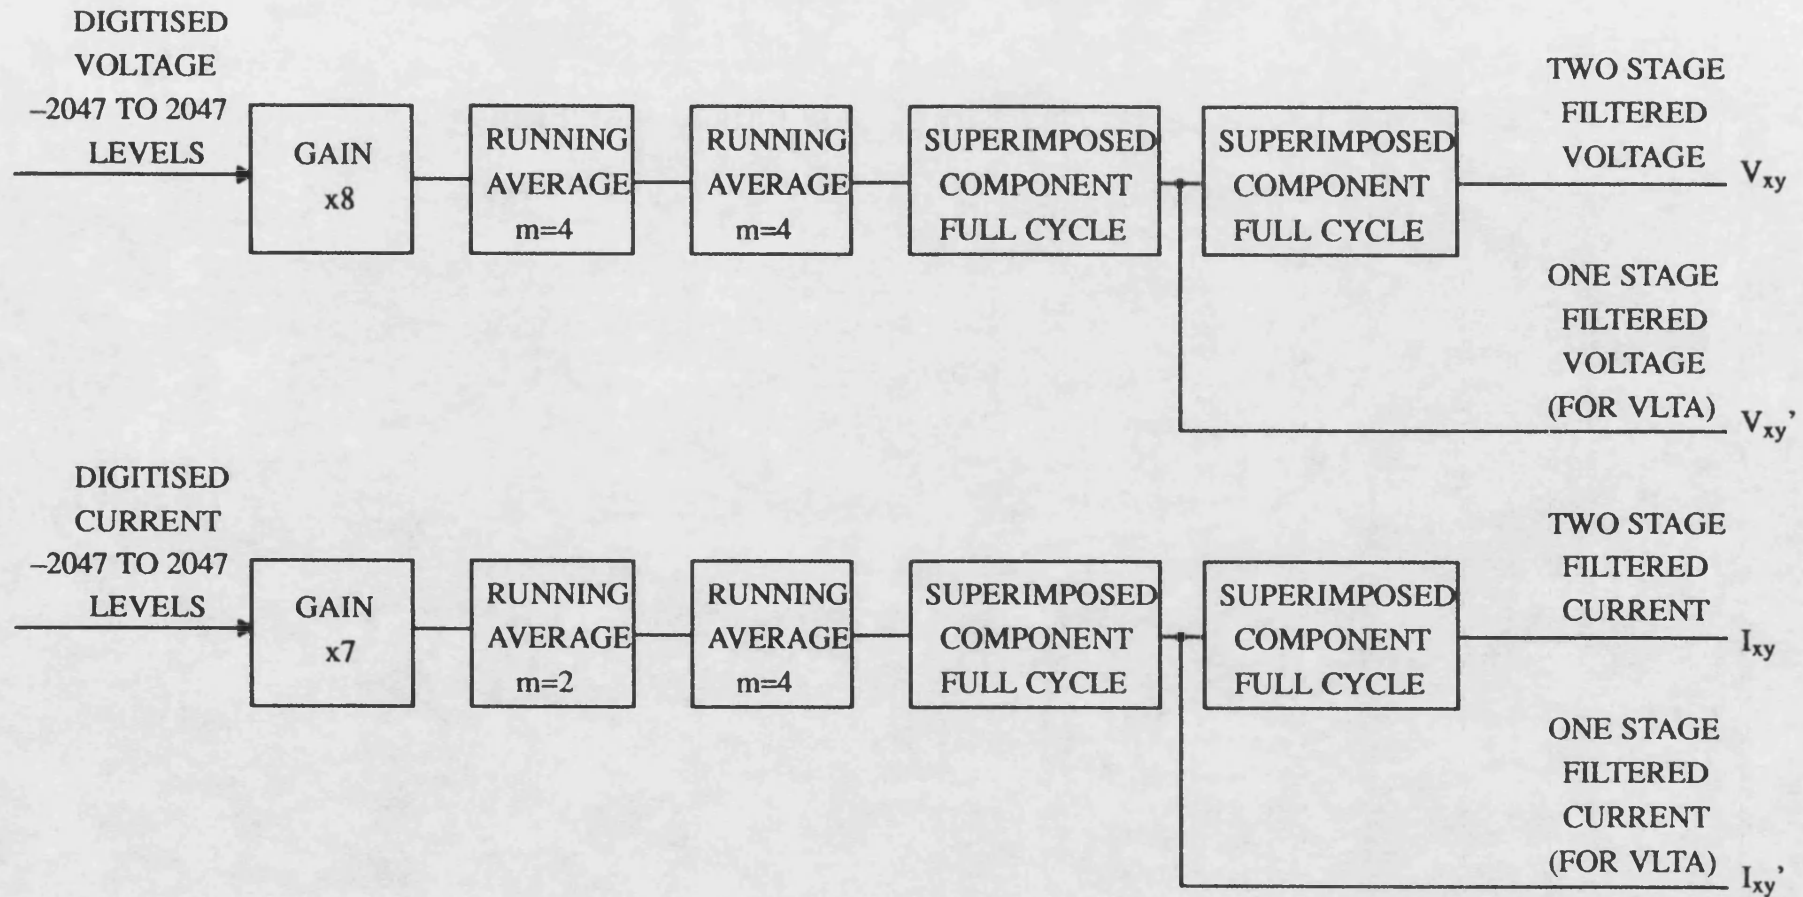 DIGITISED
VOLTAGE
–2047 TO 2047
LEVELS
GAIN
x8
RUNNING
AVERAGE
m=4
RUNNING
AVERAGE
m=4
SUPERIMPOSED
COMPONENT
FULL CYCLE
SUPERIMPOSED
COMPONENT
FULL CYCLE
TWO STAGE
FILTERED
VOLTAGE
Vxy
ONE STAGE
FILTERED
VOLTAGE
(FOR VLTA)
Vxy'
DIGITISED
CURRENT
–2047 TO 2047
LEVELS
GAIN
x7
RUNNING
AVERAGE
m=2
RUNNING
AVERAGE
m=4
SUPERIMPOSED
COMPONENT
FULL CYCLE
SUPERIMPOSED
COMPONENT
FULL CYCLE
TWO STAGE
FILTERED
CURRENT
Ixy
ONE STAGE
FILTERED
CURRENT
(FOR VLTA)
Ixy'